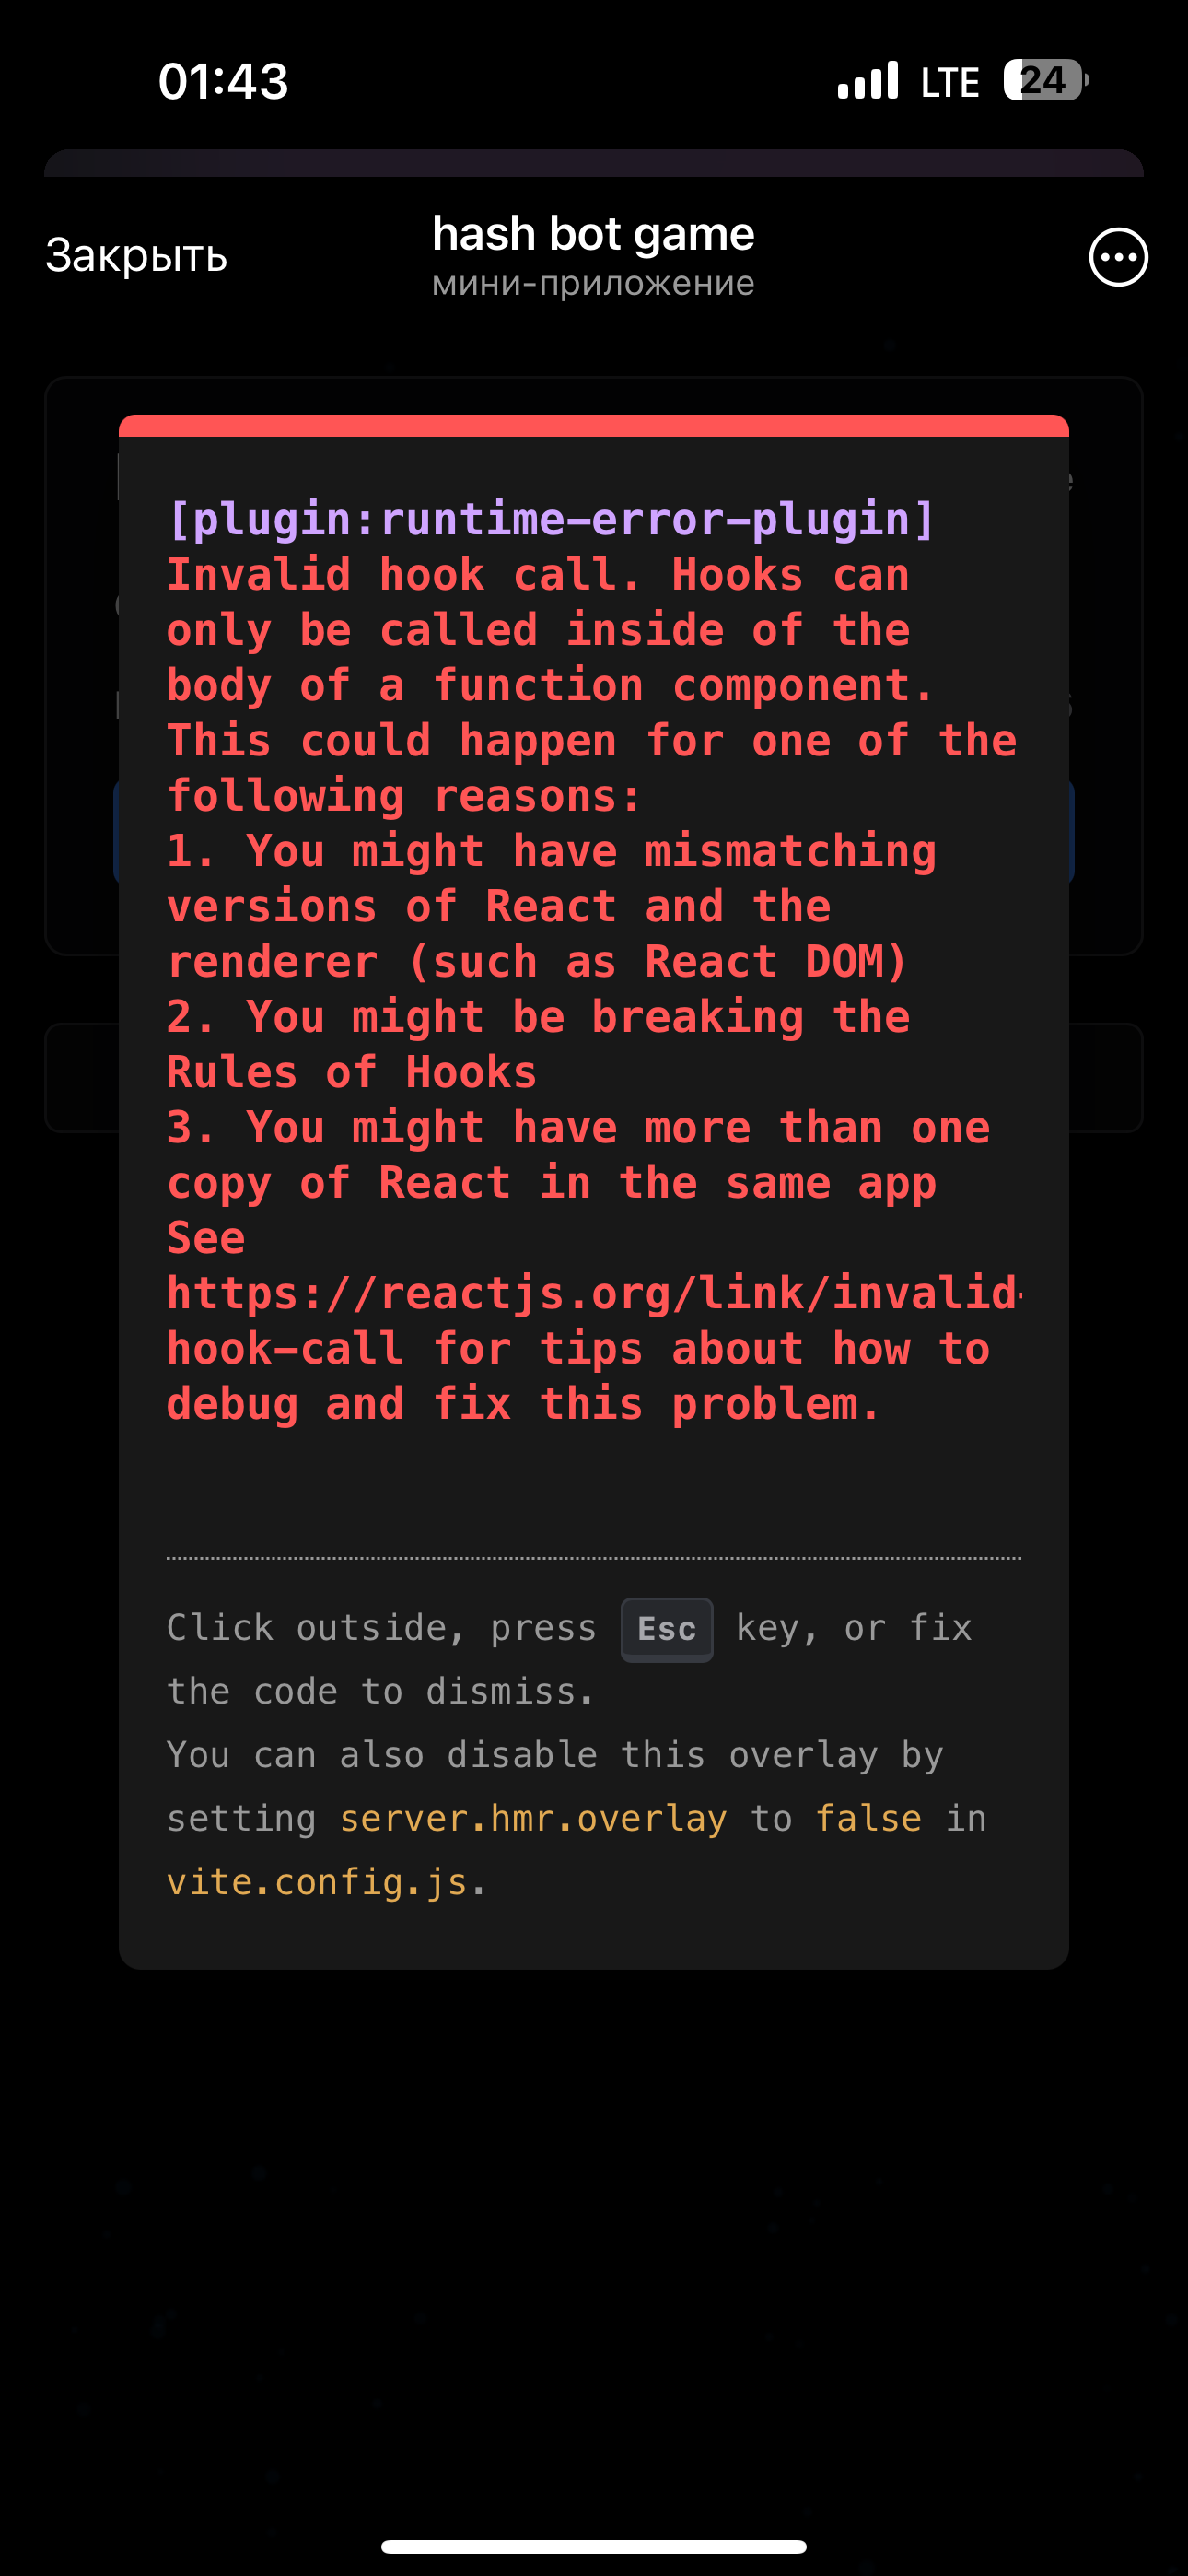 01:43
LTE
24
Закрыть
hash bot game
мини-приложение
[plugin:runtime-error-plugin]
Invalid hook call. Hooks can
only be called inside of the
body of a function component.
This could happen for one of the
following reasons:
1. You might have mismatching
versions of React and the
renderer (such as React DOM)
2. You might be breaking the
Rules of Hooks
3. You might have more than one
copy of React in the same app
See
https://reactjs.org/link/invalid-
hook-call for tips about how to
debug and fix this problem.
Click outside, press Esc key, or fix
the code to dismiss.
You can also disable this overlay by
setting server.hmr.overlay to false in
vite.config.js.